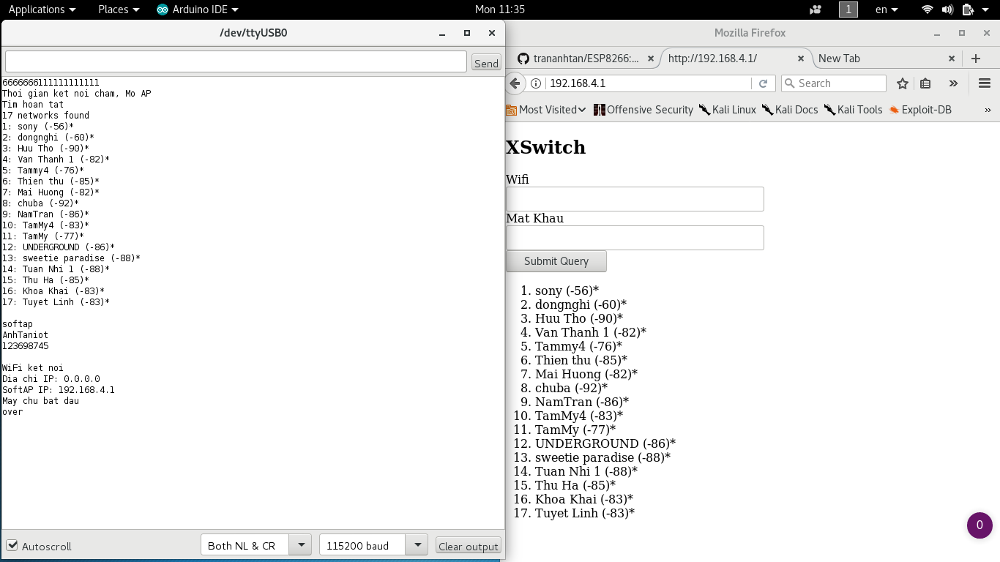 Applications Places Arduino IDE Mon 11:35 1 en
/dev/ttyUSB0
Send
6666666111111111111
Thoi gian ket noi cham, Mo AP
Tim hoan tat
17 networks found
1: sony (-56)*
2: dongnghi (-60)*
3: Huu Tho (-90)*
4: Van Thanh 1 (-82)*
5: Tammy4 (-76)*
6: Thien thu (-85)*
7: Mai Huong (-82)*
8: chuba (-92)*
9: NamTran (-86)*
10: TamMy4 (-83)*
11: TamMy (-77)*
12: UNDERGROUND (-86)*
13: sweetie paradise (-88)*
14: Tuan Nhi 1 (-88)*
15: Thu Ha (-85)*
16: Khoa Khai (-83)*
17: Tuyet Linh (-83)*
softap
AnhTaniot
123698745
WiFi ket noi
Dia chi IP: 0.0.0.0
SoftAP IP: 192.168.4.1
May chu bat dau
over
Autoscroll Both NL & CR 115200 baud Clear output
Mozilla Firefox
trananhtan/ESP8266:... http://192.168.4.1/ New Tab
192.168.4.1 Search
Most Visited Offensive Security Kali Linux Kali Docs Kali Tools Exploit-DB
XSwitch
Wifi
Mat Khau
Submit Query
1. sony (-56)*
2. dongnghi (-60)*
3. Huu Tho (-90)*
4. Van Thanh 1 (-82)*
5. Tammy4 (-76)*
6. Thien thu (-85)*
7. Mai Huong (-82)*
8. chuba (-92)*
9. NamTran (-86)*
10. TamMy4 (-83)*
11. TamMy (-77)*
12. UNDERGROUND (-86)*
13. sweetie paradise (-88)*
14. Tuan Nhi 1 (-88)*
15. Thu Ha (-85)*
16. Khoa Khai (-83)*
17. Tuyet Linh (-83)*
0